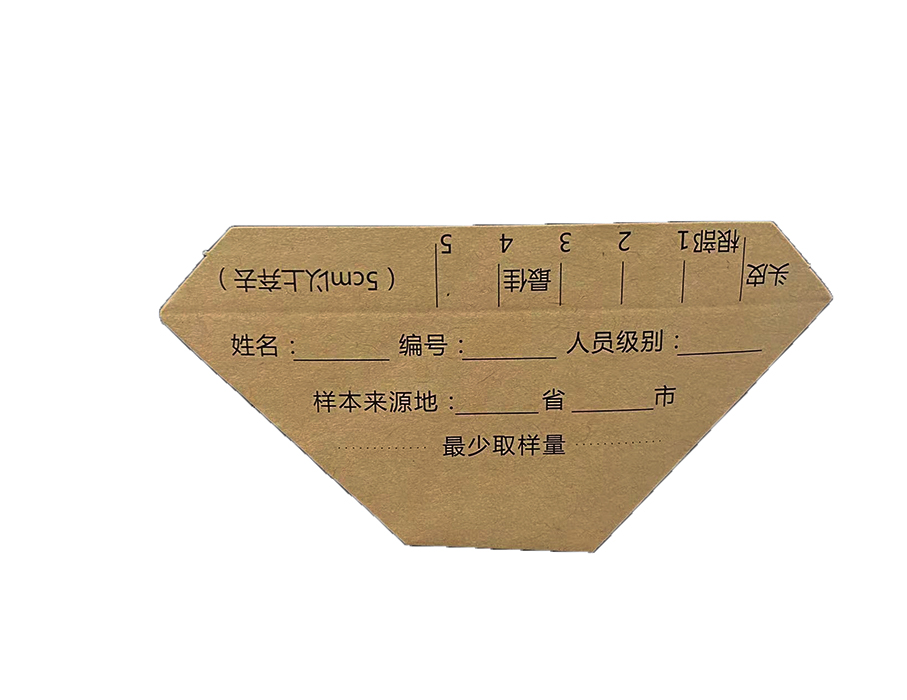 头皮 根部 1 2 3 最佳 4 5 (5cm以上弃去)
姓名：________ 编号：________ 人员级别：________
样本来源地：________省________市
最少取样量